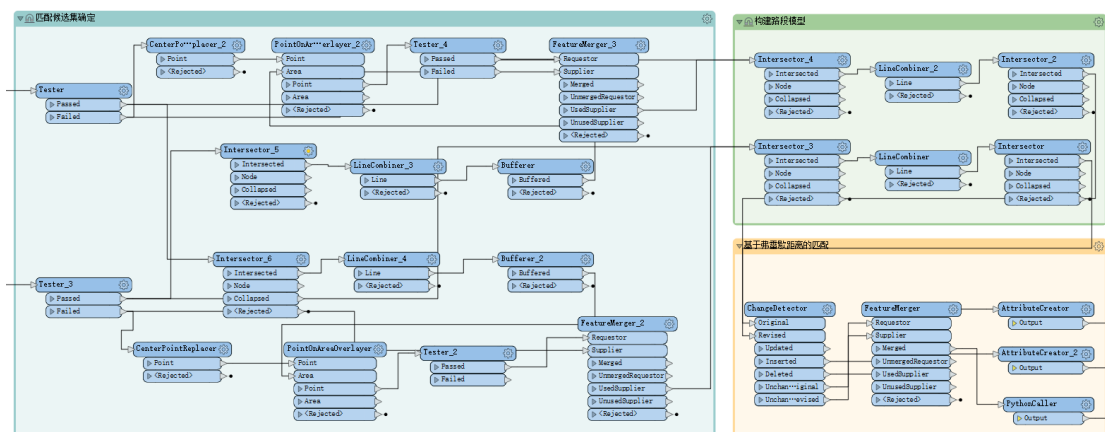 匹配候选集确定
CenterPo…placer_2
Point
<Rejected>
PointOnAr…erlayer_2
Point
Area
Point
Area
<Rejected>
Tester_4
Passed
Failed
FeatureMerger_3
Requestor
Supplier
Merged
UnmergedRequestor
UsedSupplier
UnusedSupplier
<Rejected>
Tester
Passed
Failed
Intersector_5
Intersected
Node
Collapsed
<Rejected>
LineCombiner_3
Line
<Rejected>
Bufferer
Buffered
<Rejected>
Intersector_6
Intersected
Node
Collapsed
<Rejected>
LineCombiner_4
Line
<Rejected>
Bufferer_2
Buffered
<Rejected>
Tester_3
Passed
Failed
CenterPointReplacer
Point
<Rejected>
PointOnAreaOverlayer
Point
Area
Point
Area
<Rejected>
Tester_2
Passed
Failed
FeatureMerger_2
Requestor
Supplier
Merged
UnmergedRequestor
UsedSupplier
UnusedSupplier
<Rejected>
构建路段模型
Intersector_4
Intersected
Node
Collapsed
<Rejected>
LineCombiner_2
Line
<Rejected>
Intersector_2
Intersected
Node
Collapsed
<Rejected>
Intersector_3
Intersected
Node
Collapsed
<Rejected>
LineCombiner
Line
<Rejected>
Intersector
Intersected
Node
Collapsed
<Rejected>
基于弗雷歇距离的匹配
ChangeDetector
Original
Revised
Updated
Inserted
Deleted
Unchan…iginal
Unchan…evised
FeatureMerger
Requestor
Supplier
Merged
UnmergedRequestor
UsedSupplier
UnusedSupplier
<Rejected>
AttributeCreator
Output
AttributeCreator_2
Output
PythonCaller
Output